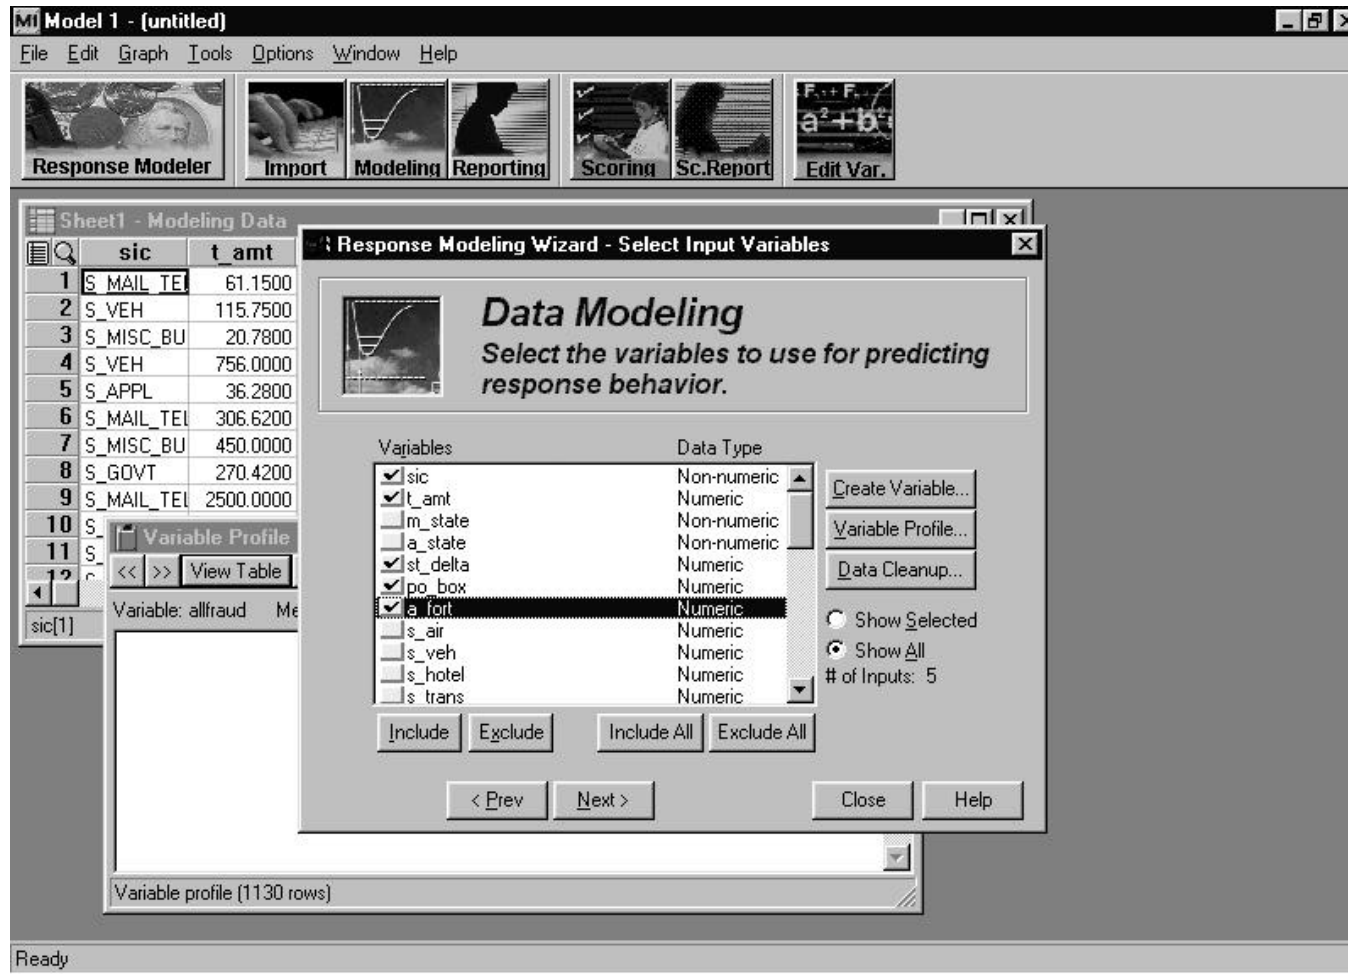 M1 Model 1 - (untitled)
File Edit Graph Tools Options Window Help
Response Modeler Import Modeling Reporting Scoring Sc.Report Edit Var.
Sheet1 - Modeling Data
sic t_amt
1 S_MAIL_TEL 61.1500
2 S_VEH 115.7500
3 S_MISC_BU 20.7800
4 S_VEH 756.0000
5 S_APPL 36.2800
6 S_MAIL_TEL 306.6200
7 S_MISC_BU 450.0000
8 S_GOVT 270.4200
9 S_MAIL_TEL 2500.0000
10 S_
11 S_
12
sic[1]
Variable Profile
<< >> View Table
Variable: allfraud Me
Variable profile (1130 rows)
Response Modeling Wizard - Select Input Variables
Data Modeling
Select the variables to use for predicting
response behavior.
Variables Data Type
sic Non-numeric
t_amt Numeric
m_state Non-numeric
a_state Non-numeric
st_delta Numeric
po_box Numeric
a_fort Numeric
s_air Numeric
s_veh Numeric
s_hotel Numeric
s_trans Numeric
Create Variable...
Variable Profile...
Data Cleanup...
Show Selected
Show All
# of Inputs: 5
Include Exclude Include All Exclude All
< Prev Next > Close Help
Ready